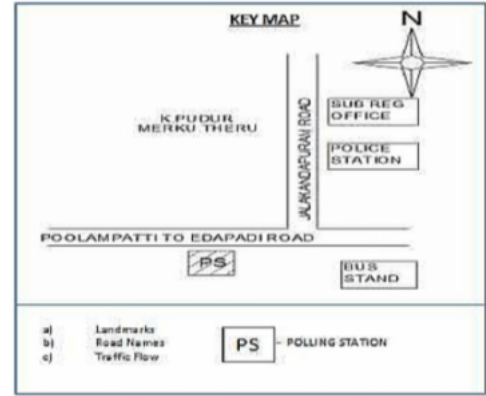 KEY MAP
N
SUB REG
OFFICE
K.PUDUR
MERKU THERU
POLICE
STATION
JALAKANDAPURAM ROAD
POOLAMPATTI TO EDAPADI ROAD
PS
BUS
STAND
a) Landmarks
b) Road Names
c) Traffic Flow
PS - POLLING STATION